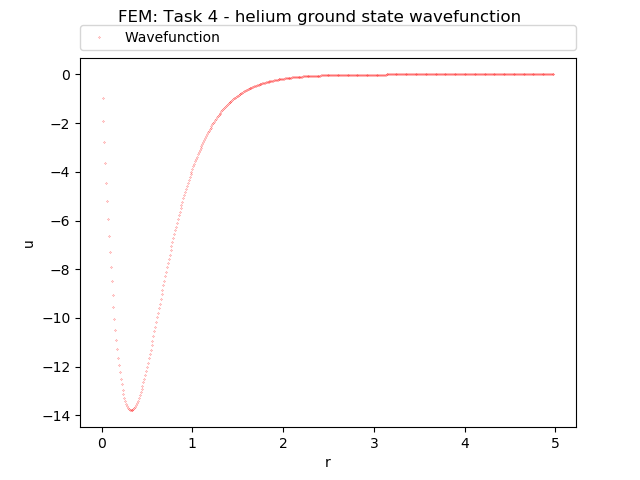 FEM: Task 4 - helium ground state wavefunction
Wavefunction
0
−2
−4
−6
−8
−10
−12
−14
u
0 1 2 3 4 5
r